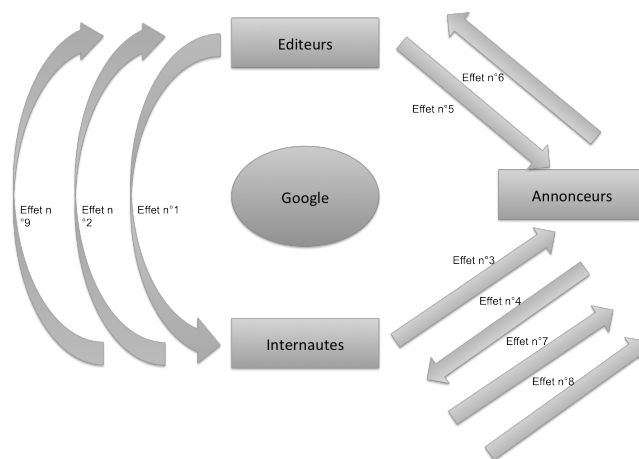 Editeurs
Effet n°6
Effet n°5
Google
Annonceurs
Effet n
°9
Effet n
°2
Effet n°1
Effet n°3
Effet n°4
Internautes
Effet n°7
Effet n°8